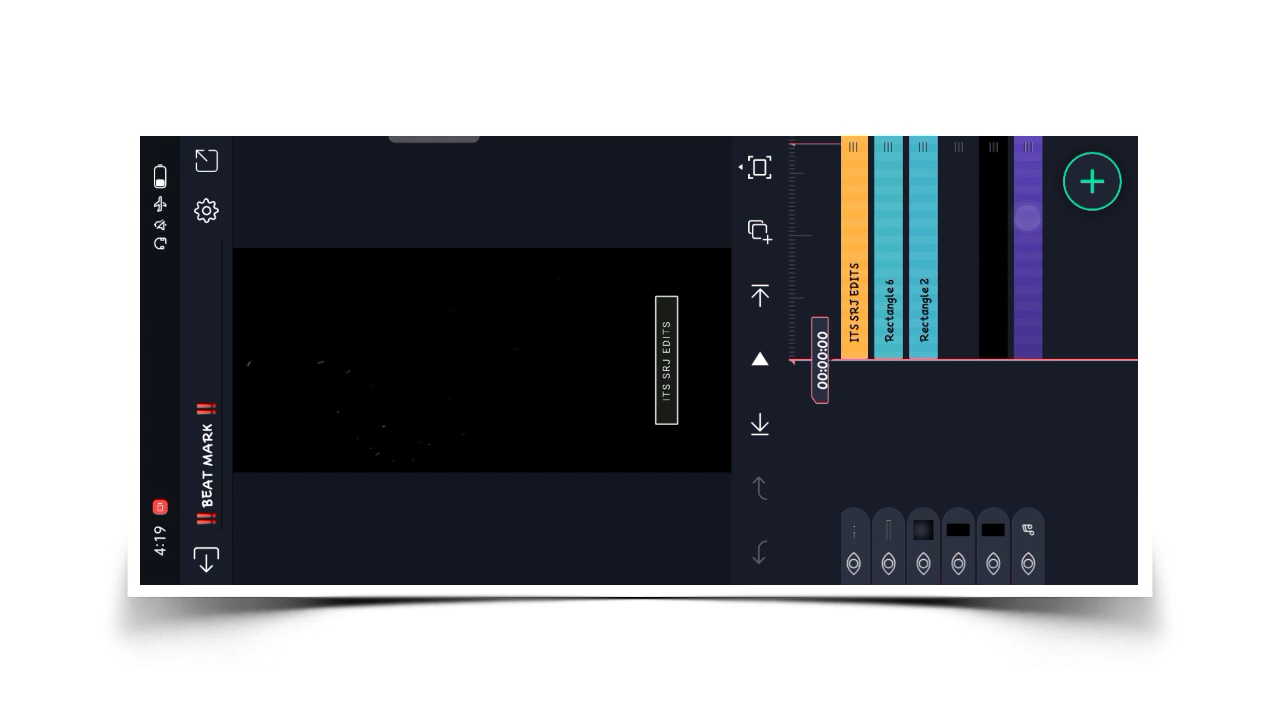 4:19
‼️ BEAT MARK ‼️
ITS SRJ EDITS
00:00:00
ITS SRJ EDITS
Rectangle 6
Rectangle 2